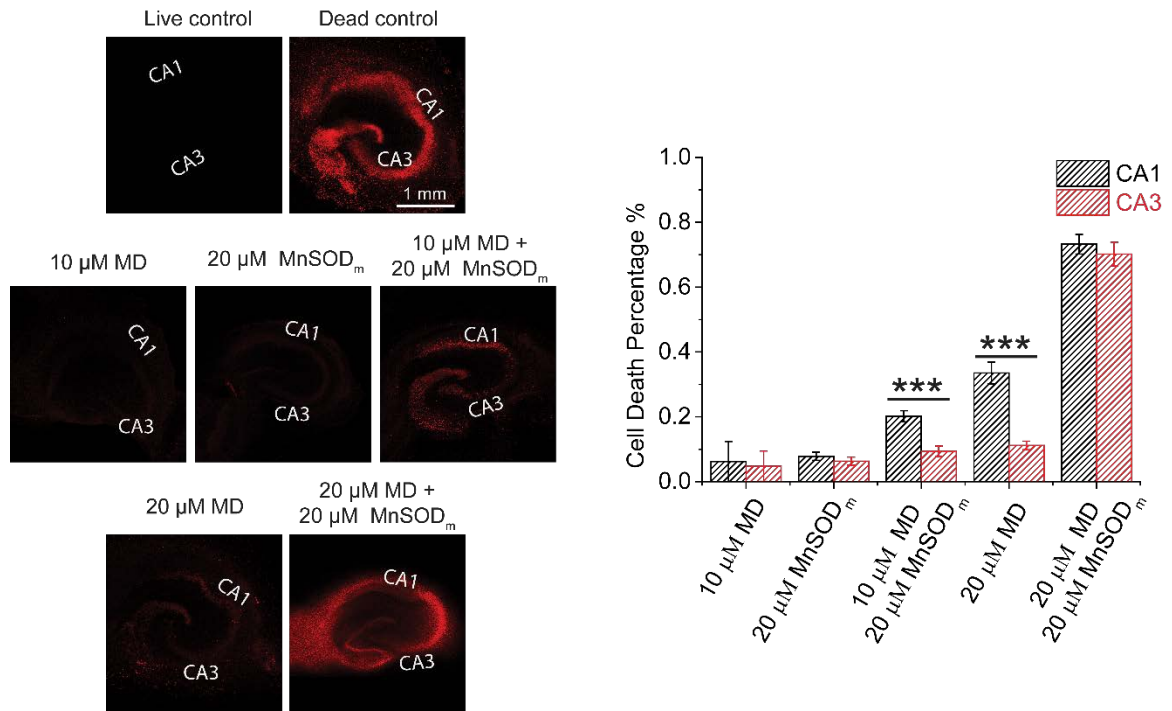 Live control
Dead control
CA1
CA3
CA1
CA3
1 mm
10 µM MD
20 µM MnSODm
10 µM MD +
20 µM MnSODm
CA1
CA3
CA1
CA3
CA1
CA3
20 µM MD
20 µM MD +
20 µM MnSODm
CA1
CA3
CA1
CA3
Cell Death Percentage %
1.0
0.8
0.6
0.4
0.2
0.0
CA1
CA3
***
***
10 µM MD
20 µM MnSODm
10 µM MD
20 µM MnSODm
20 µM MD
20 µM MD
20 µM MnSODm